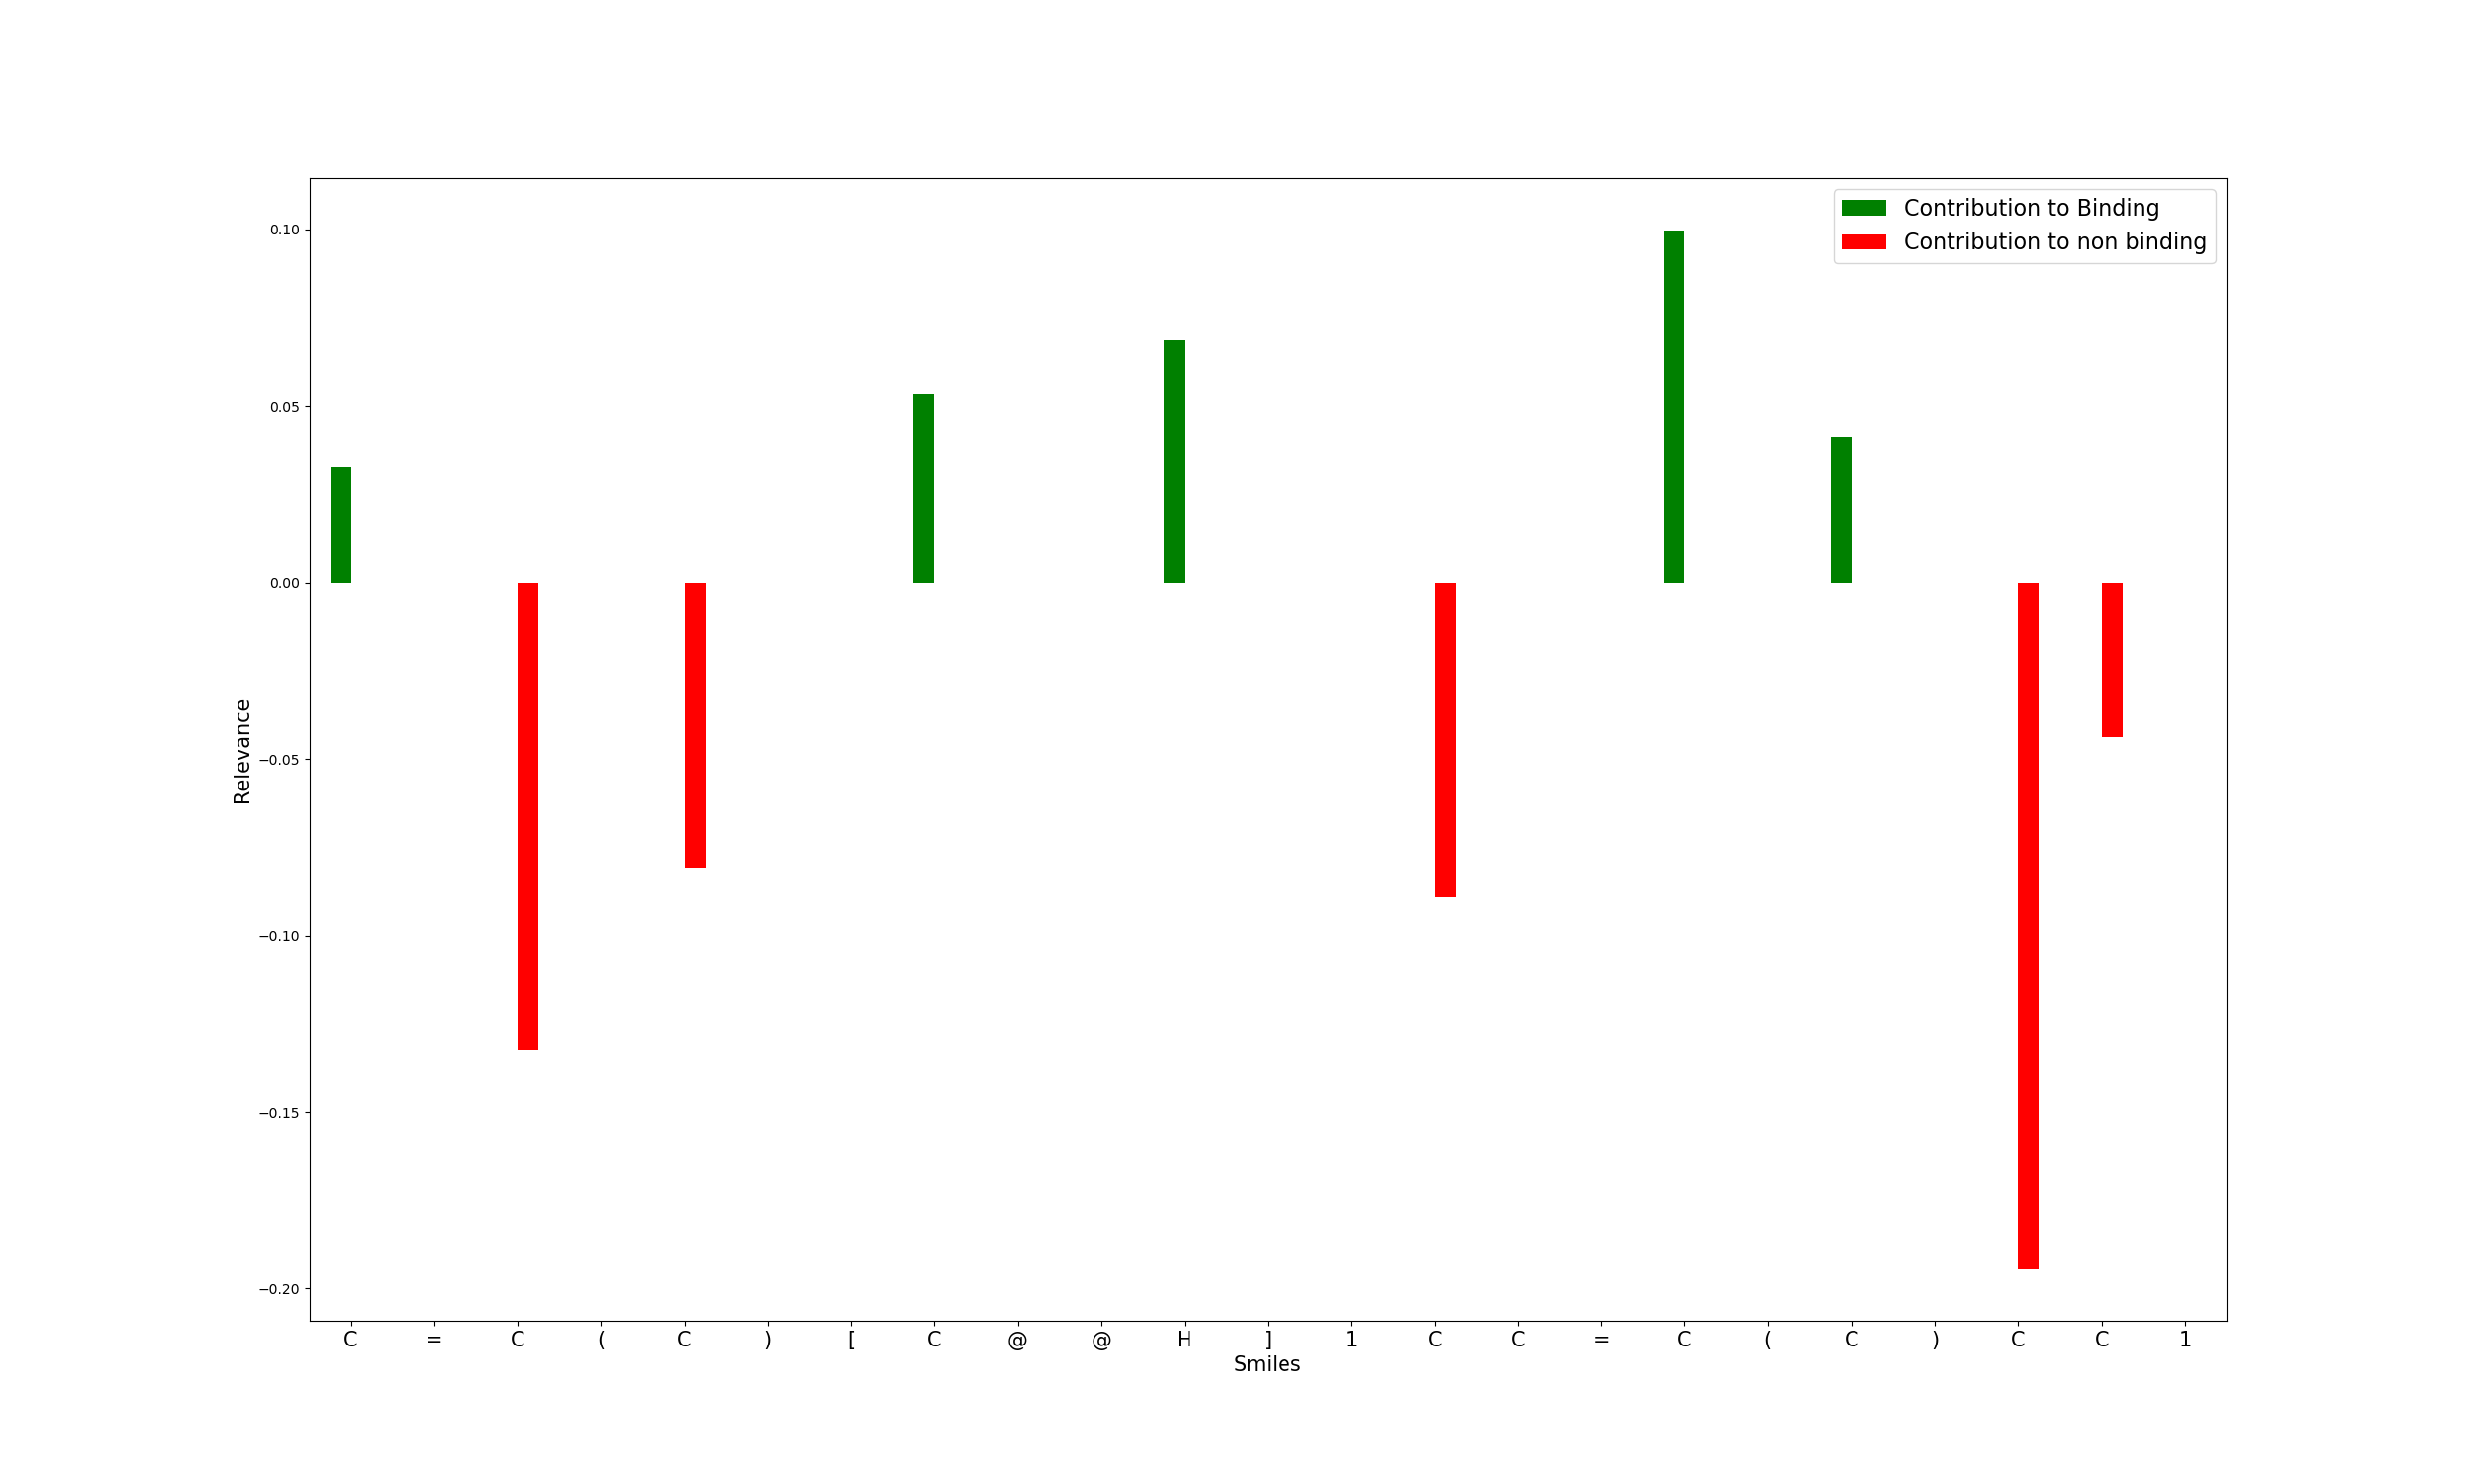 Contribution to Binding
Contribution to non binding
0.10
0.05
0.00
−0.05
−0.10
−0.15
−0.20
Relevance
C = C ( C ) [ C @ @ H ] 1 C C = C ( C ) C C 1
Smiles